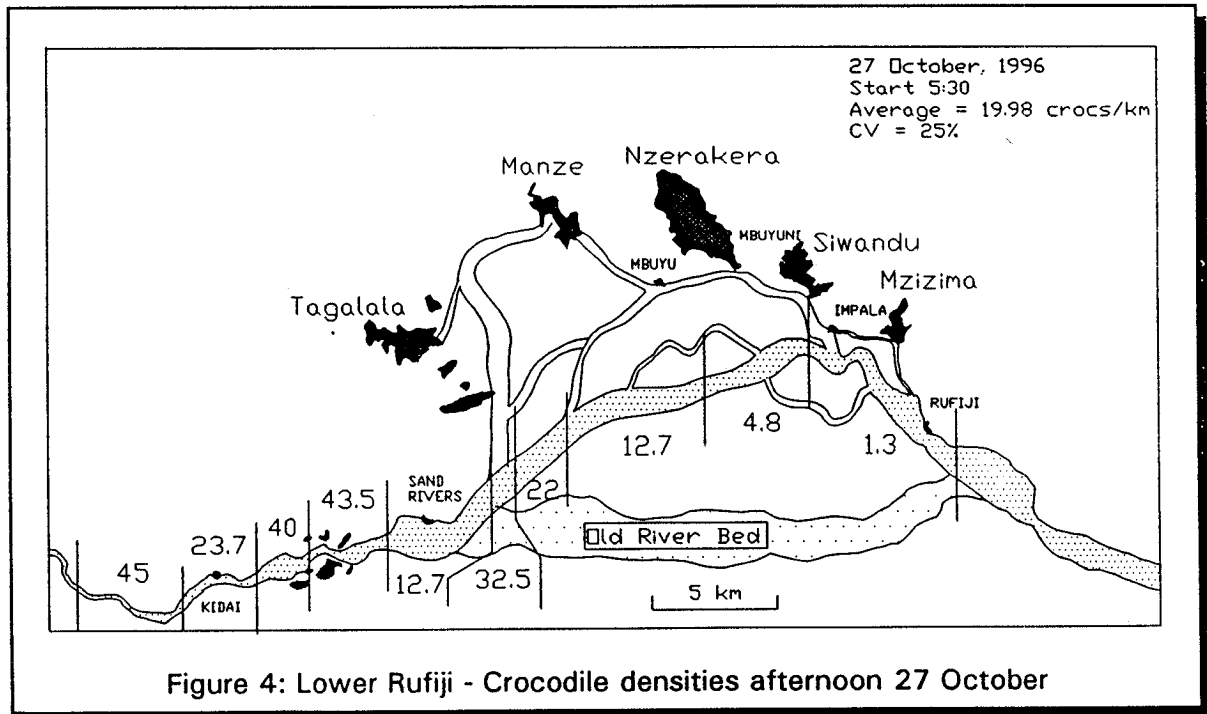 27 October, 1996
Start 5:30
Average = 19.98 crocs/km
CV = 25%
Nzerakera
Manze
MBUYUNI
Siwandu
MBUYU
Mzizima
Tagalala
IMPALA
RUFIJI
4.8
12.7
1.3
SAND
RIVERS
43.5
22
40
Old River Bed
23.7
45
12.7
32.5
5 km
KIDAI
Figure 4: Lower Rufiji - Crocodile densities afternoon 27 October